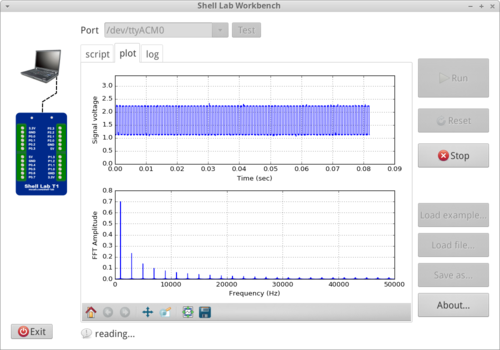 Shell Lab Workbench
Port /dev/ttyACM0 Test
script plot log
Run
Reset
Stop
Load example...
Load file...
Save as...
About...
Signal voltage
3.0
2.5
2.0
1.5
1.0
0.5
0.0
0.00 0.01 0.02 0.03 0.04 0.05 0.06 0.07 0.08 0.09
Time (sec)
FFT Amplitude
0.8
0.7
0.6
0.5
0.4
0.3
0.2
0.1
0.0
0 10000 20000 30000 40000 50000
Frequency (Hz)
Shell Lab T1
Exit
reading...